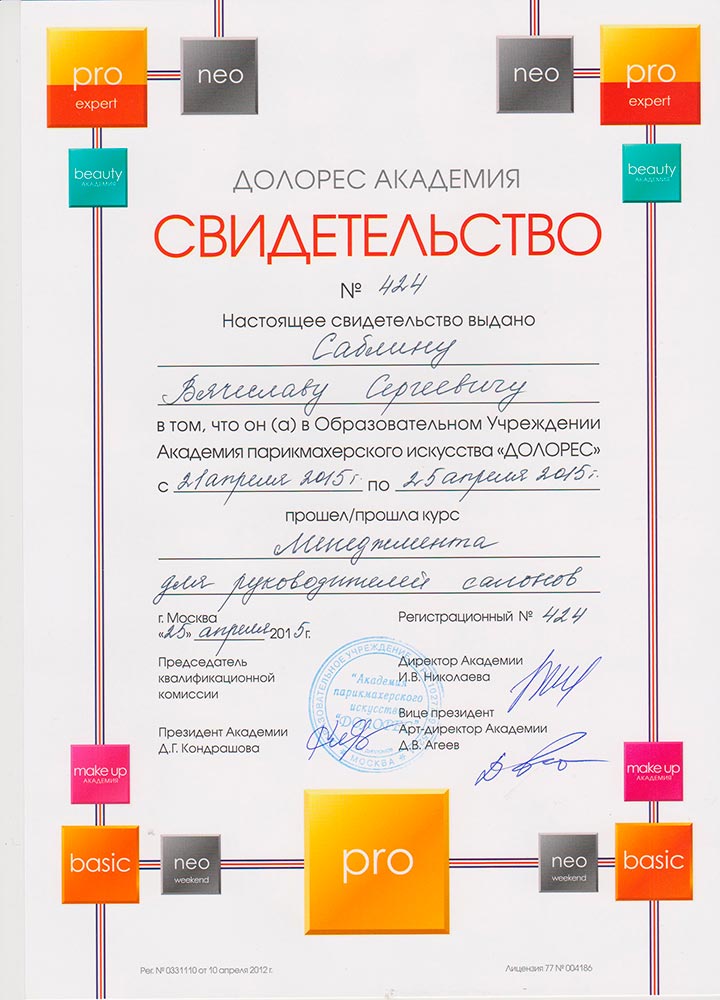 pro
expert
neo
neo
pro
expert
beauty
АКАДЕМИЯ
beauty
АКАДЕМИЯ
ДОЛОРЕС АКАДЕМИЯ
СВИДЕТЕЛЬСТВО
№ 424
Настоящее свидетельство выдано
Саблину
Вячеславу Сергеевичу
в том, что он (а) в Образовательном Учреждении
Академия парикмахерского искусства «ДОЛОРЕС»
с 21 апреля 2015 г. по 25 апреля 2015 г.
прошел/прошла курс
Менеджмента
для руководителей салонов
г. Москва
«25» апреля 2015г.
Регистрационный № 424
Председатель
квалификационной
комиссии
Президент Академии
Д.Г. Кондрашова
"Академия
парикмахерского
искусства
"ДОЛОРЕС"
МОСКВА
Директор Академии
И.В. Николаева
Вице президент
Арт-директор Академии
Д.В. Агеев
make up
АКАДЕМИЯ
make up
АКАДЕМИЯ
basic
neo
weekend
pro
neo
weekend
basic
Рег. № 0331110 от 10 апреля 2012 г.
Лицензия 77 № 004186